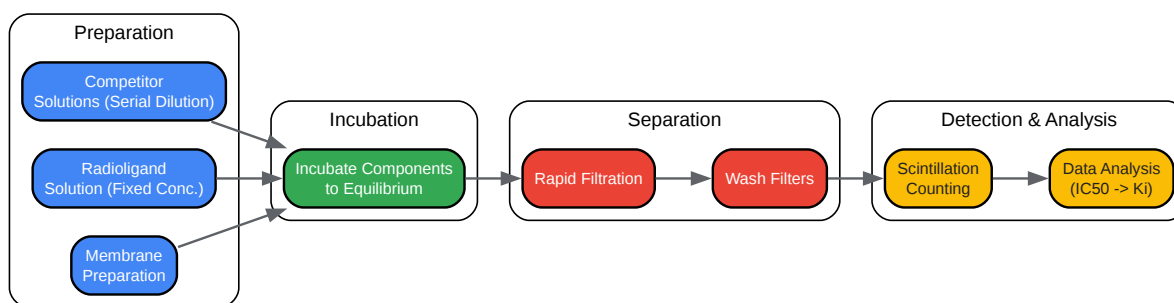 Preparation
Competitor
Solutions (Serial Dilution)
Radioligand
Solution (Fixed Conc.)
Membrane
Preparation
Incubation
Incubate Components
to Equilibrium
Separation
Rapid Filtration
Wash Filters
Detection & Analysis
Scintillation
Counting
Data Analysis
(IC50 -> Ki)